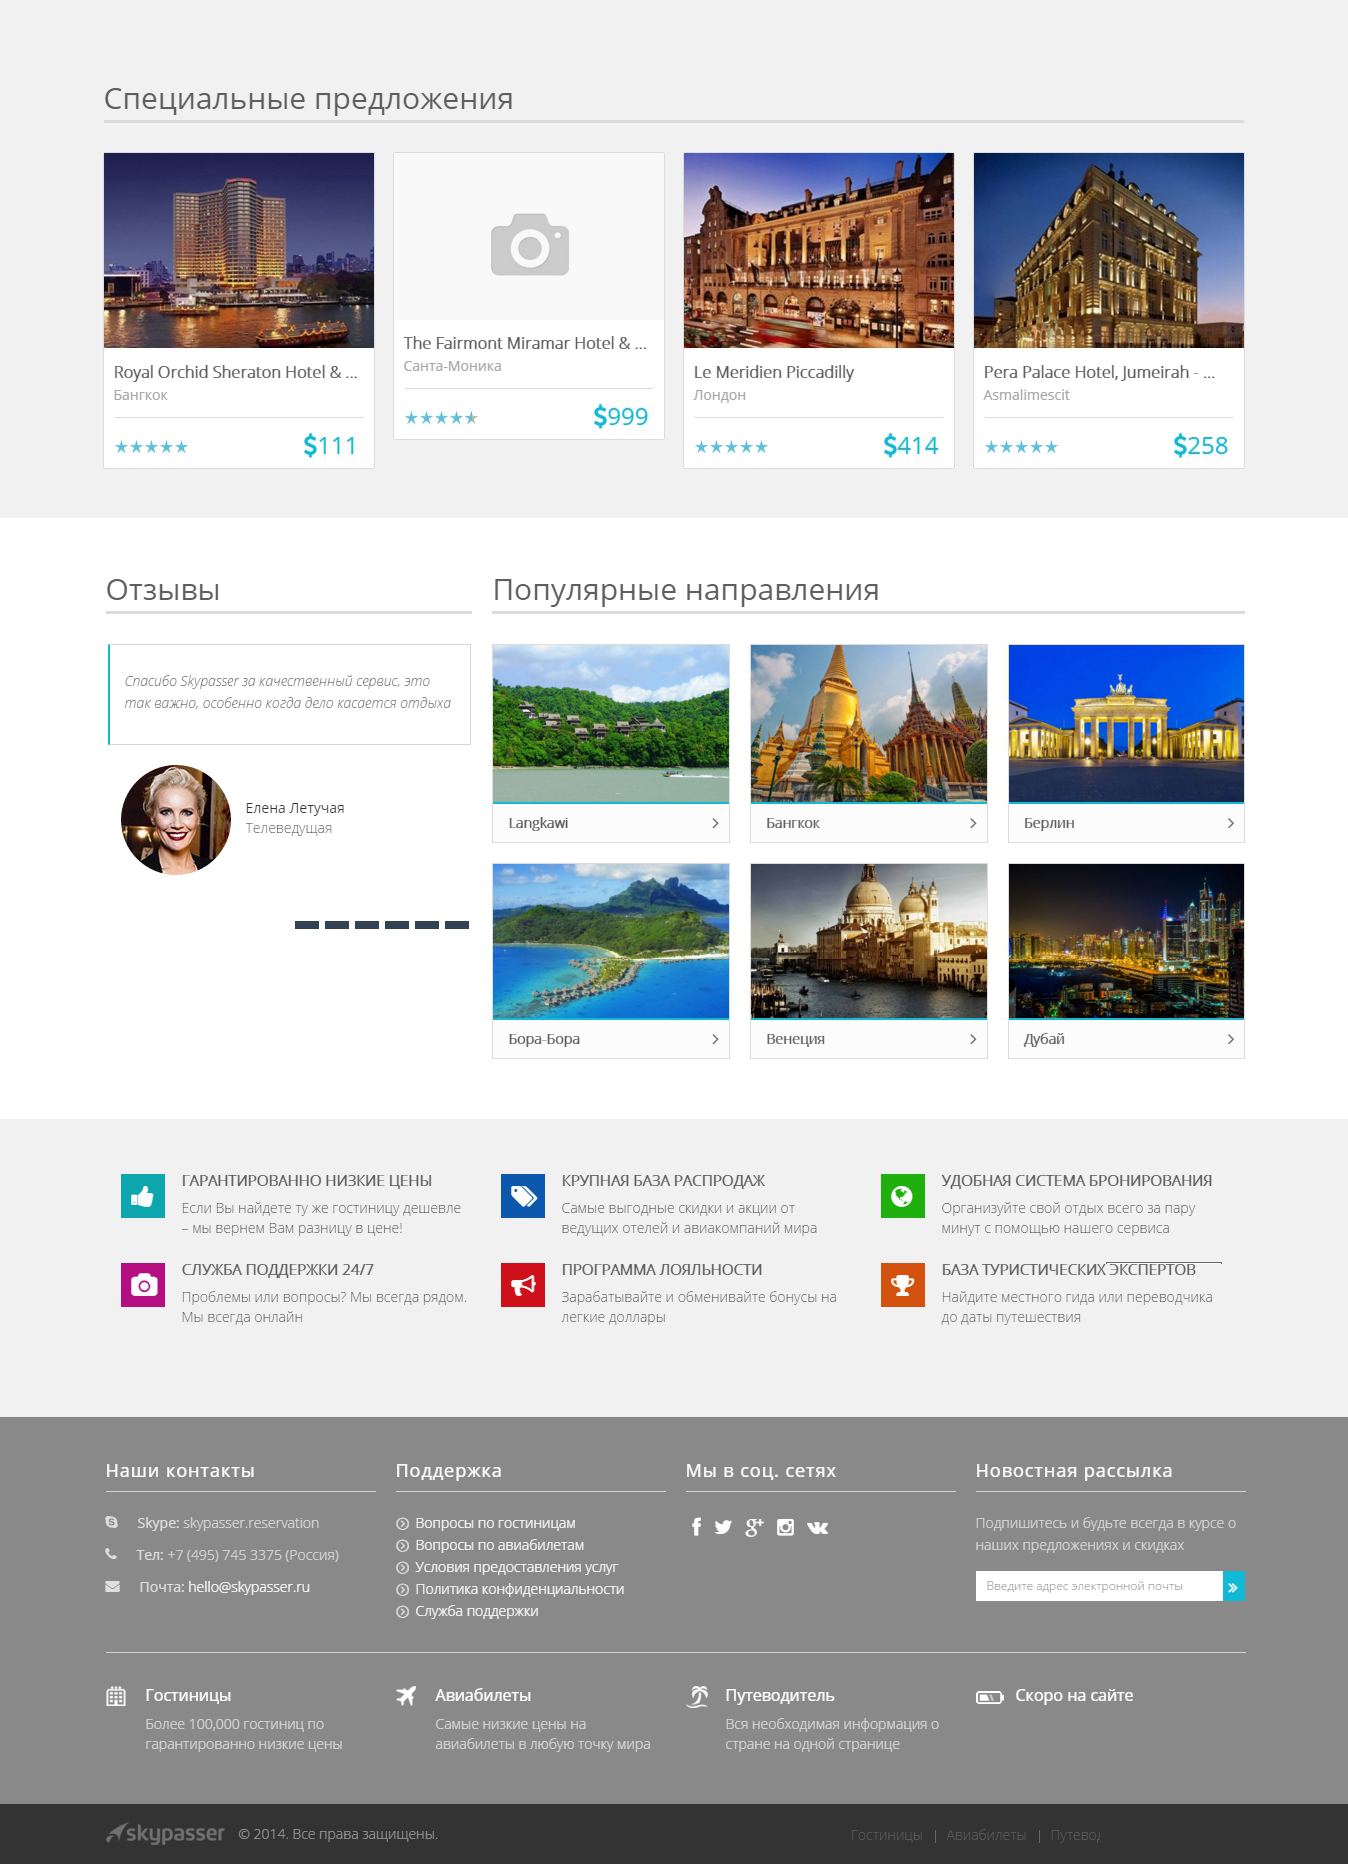 Специальные предложения
Royal Orchid Sheraton Hotel & ...
Бангкок
$111
The Fairmont Miramar Hotel & ...
Санта-Моника
$999
Le Meridien Piccadilly
Лондон
$414
Pera Palace Hotel, Jumeirah - ...
Asmalimescit
$258
Отзывы
Спасибо Skypasser за качественный сервис, это
так важно, особенно когда дело касается отдыха
Елена Летучая
Телеведущая
Популярные направления
Langkawi
Бангкок
Берлин
Бора-Бора
Венеция
Дубай
ГАРАНТИРОВАННО НИЗКИЕ ЦЕНЫ
Если Вы найдете ту же гостиницу дешевле
– мы вернем Вам разницу в цене!
КРУПНАЯ БАЗА РАСПРОДАЖ
Самые выгодные скидки и акции от
ведущих отелей и авиакомпаний мира
УДОБНАЯ СИСТЕМА БРОНИРОВАНИЯ
Организуйте свой отдых всего за пару
минут с помощью нашего сервиса
СЛУЖБА ПОДДЕРЖКИ 24/7
Проблемы или вопросы? Мы всегда рядом.
Мы всегда онлайн
ПРОГРАММА ЛОЯЛЬНОСТИ
Зарабатывайте и обменивайте бонусы на
легкие доллары
БАЗА ТУРИСТИЧЕСКИХ ЭКСПЕРТОВ
Найдите местного гида или переводчика
до даты путешествия
Наши контакты
Skype: skypasser.reservation
Тел: +7 (495) 745 3375 (Россия)
Почта: hello@skypasser.ru
Поддержка
Вопросы по гостиницам
Вопросы по авиабилетам
Условия предоставления услуг
Политика конфиденциальности
Служба поддержки
Мы в соц. сетях
Новостная рассылка
Подпишитесь и будьте всегда в курсе о
наших предложениях и скидках
Введите адрес электронной почты
Гостиницы
Более 100,000 гостиниц по
гарантированно низкие цены
Авиабилеты
Самые низкие цены на
авиабилеты в любую точку мира
Путеводитель
Вся необходимая информация о
стране на одной странице
Скоро на сайте
skypasser © 2014. Все права защищены.
Гостиницы | Авиабилеты | Путевод